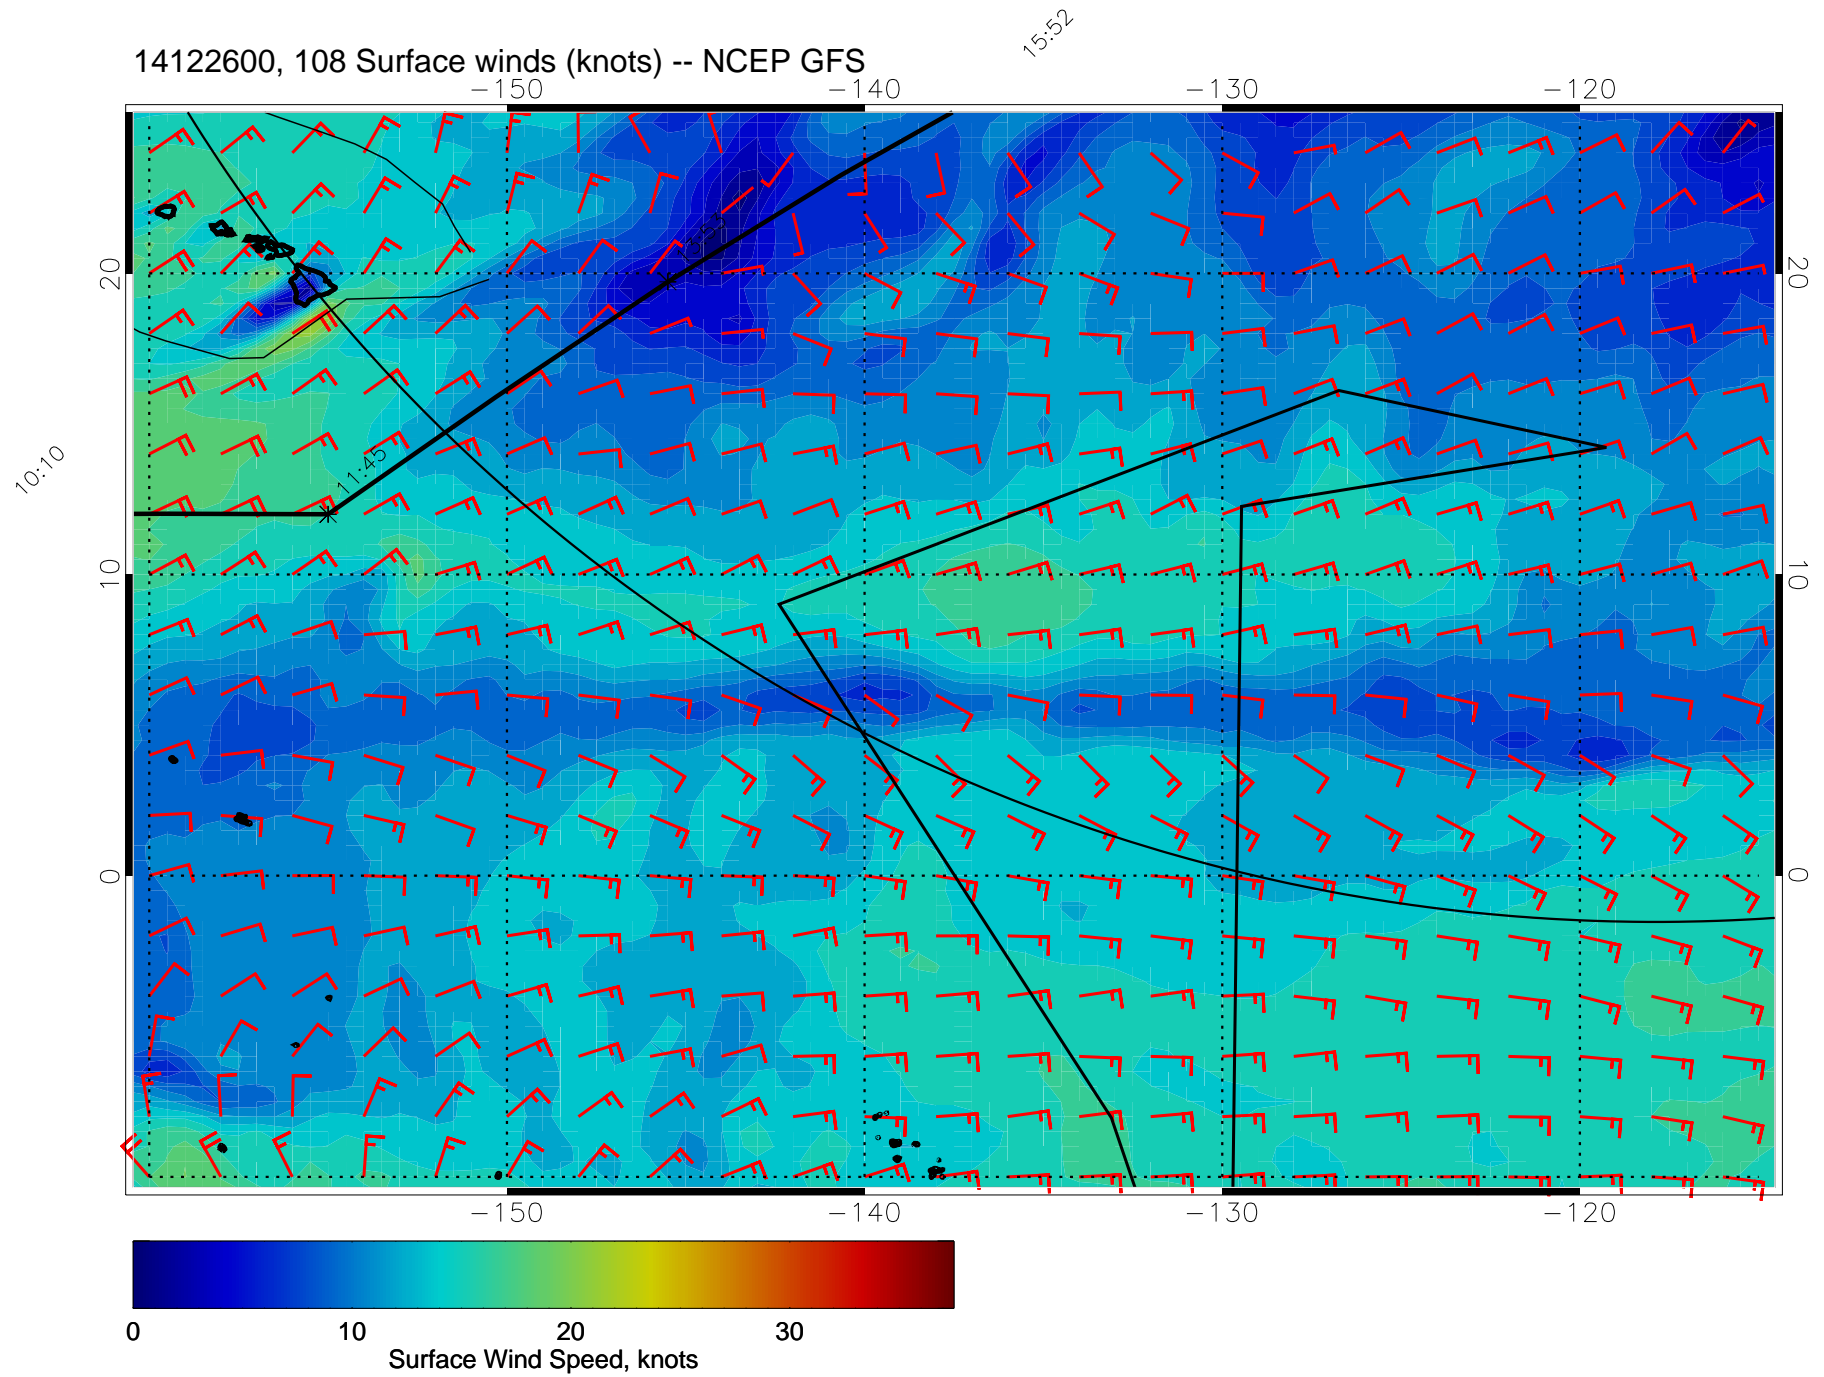 15:52
14122600, 108 Surface winds (knots) -- NCEP GFS
-150 -140 -130 -120
20 20
10:10
11:45
10 10
0 0
-150 -140 -130 -120
0 10 20 30
Surface Wind Speed, knots